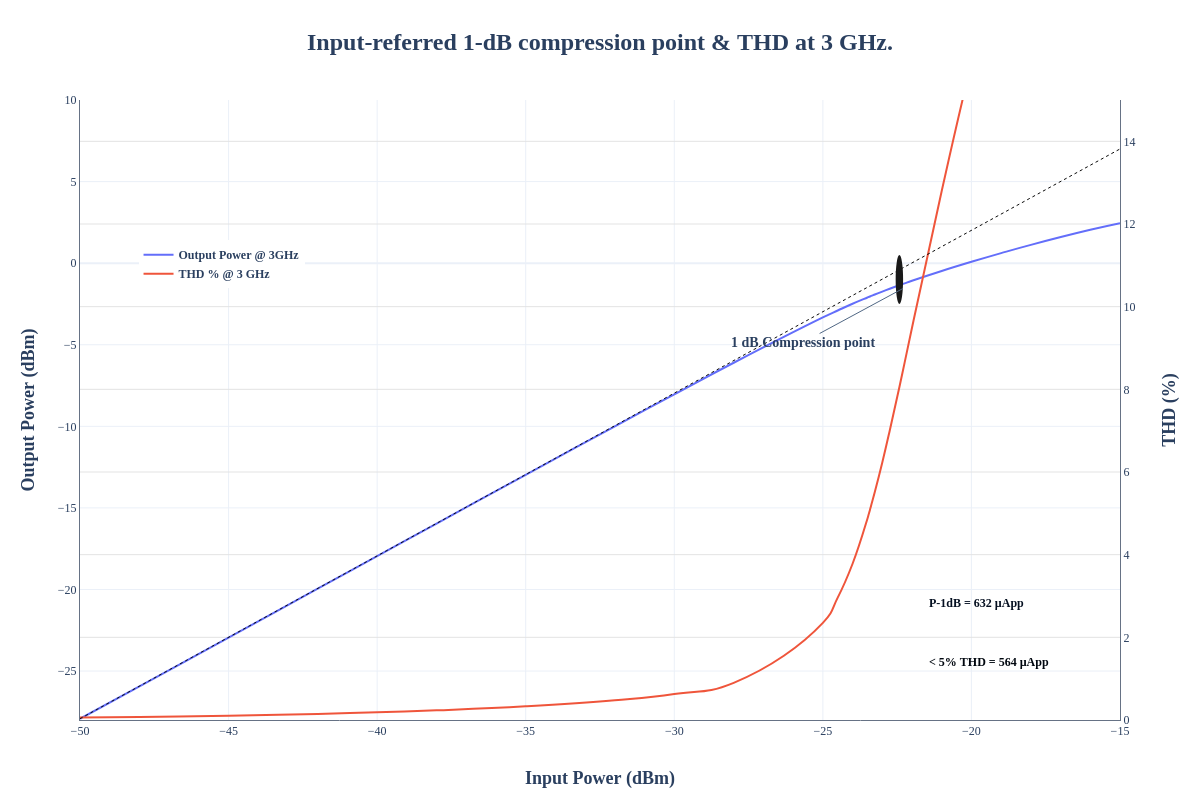 Input-referred 1-dB compression point & THD at 3 GHz.
10
5
0
−5
−10
−15
−20
−25
Output Power (dBm)
Output Power @ 3GHz
THD % @ 3 GHz
1 dB Compression point
P-1dB = 632 μApp
< 5% THD = 564 μApp
14
12
10
8
6
4
2
0
THD (%)
−50
−45
−40
−35
−30
−25
−20
−15
Input Power (dBm)